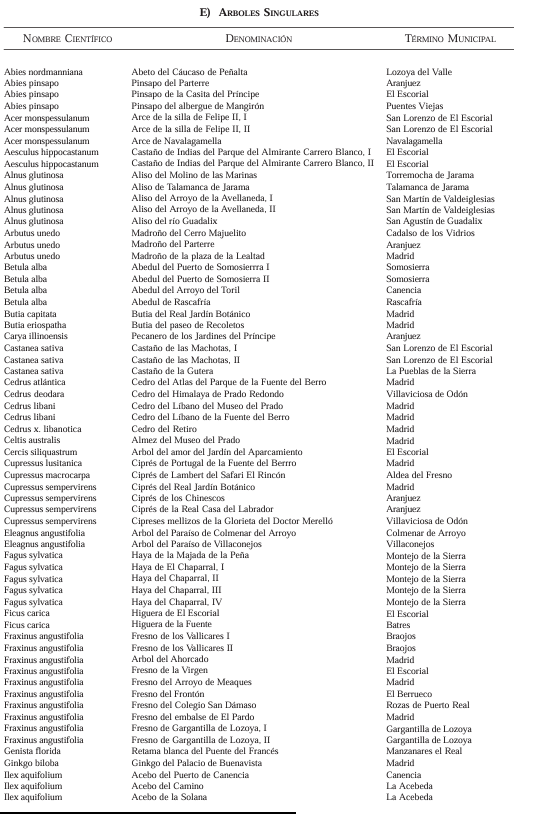 E) ARBOLES SINGULARES
NOMBRE CIENTÍFICO DENOMINACIÓN TÉRMINO MUNICIPAL
Abies nordmanniana Abeto del Cáucaso de Peñalta Lozoya del Valle
Abies pinsapo Pinsapo del Parterre Aranjuez
Abies pinsapo Pinsapo de la Casita del Príncipe El Escorial
Abies pinsapo Pinsapo del albergue de Mangirón Puentes Viejas
Acer monspessulanum Arce de la silla de Felipe II, I San Lorenzo de El Escorial
Acer monspessulanum Arce de la silla de Felipe II, II San Lorenzo de El Escorial
Acer monspessulanum Arce de Navalagamella Navalagamella
Aesculus hippocastanum Castaño de Indias del Parque del Almirante Carrero Blanco, I El Escorial
Aesculus hippocastanum Castaño de Indias del Parque del Almirante Carrero Blanco, II El Escorial
Alnus glutinosa Aliso del Molino de las Marinas Torremocha de Jarama
Alnus glutinosa Aliso de Talamanca de Jarama Talamanca de Jarama
Alnus glutinosa Aliso del Arroyo de la Avellaneda, I San Martín de Valdeiglesias
Alnus glutinosa Aliso del Arroyo de la Avellaneda, II San Martín de Valdeiglesias
Alnus glutinosa Aliso del río Guadalix San Agustín de Guadalix
Arbutus unedo Madroño del Cerro Majuelito Cadalso de los Vidrios
Arbutus unedo Madroño del Parterre Aranjuez
Arbutus unedo Madroño de la plaza de la Lealtad Madrid
Betula alba Abedul del Puerto de Somosierrra I Somosierra
Betula alba Abedul del Puerto de Somosierra II Somosierra
Betula alba Abedul del Arroyo del Toril Canencia
Betula alba Abedul de Rascafría Rascafría
Butia capitata Butia del Real Jardín Botánico Madrid
Butia eriospatha Butia del paseo de Recoletos Madrid
Carya illinoensis Pecanero de los Jardines del Príncipe Aranjuez
Castanea sativa Castaño de las Machotas, I San Lorenzo de El Escorial
Castanea sativa Castaño de las Machotas, II San Lorenzo de El Escorial
Castanea sativa Castaño de la Gutera La Pueblas de la Sierra
Cedrus atlántica Cedro del Atlas del Parque de la Fuente del Berro Madrid
Cedrus deodara Cedro del Himalaya de Prado Redondo Villaviciosa de Odón
Cedrus libani Cedro del Líbano del Museo del Prado Madrid
Cedrus libani Cedro del Líbano de la Fuente del Berro Madrid
Cedrus x. libanotica Cedro del Retiro Madrid
Celtis australis Almez del Museo del Prado Madrid
Cercis siliquastrum Arbol del amor del Jardín del Aparcamiento El Escorial
Cupressus lusitanica Ciprés de Portugal de la Fuente del Berrro Madrid
Cupressus macrocarpa Ciprés de Lambert del Safari El Rincón Aldea del Fresno
Cupressus sempervirens Ciprés del Real Jardín Botánico Madrid
Cupressus sempervirens Ciprés de los Chinescos Aranjuez
Cupressus sempervirens Ciprés de la Real Casa del Labrador Aranjuez
Cupressus sempervirens Cipreses mellizos de la Glorieta del Doctor Merelló Villaviciosa de Odón
Eleagnus angustifolia Arbol del Paraíso de Colmenar del Arroyo Colmenar de Arroyo
Eleagnus angustifolia Arbol del Paraíso de Villaconejos Villaconejos
Fagus sylvatica Haya de la Majada de la Peña Montejo de la Sierra
Fagus sylvatica Haya de El Chaparral, I Montejo de la Sierra
Fagus sylvatica Haya del Chaparral, II Montejo de la Sierra
Fagus sylvatica Haya del Chaparral, III Montejo de la Sierra
Fagus sylvatica Haya del Chaparral, IV Montejo de la Sierra
Ficus carica Higuera de El Escorial El Escorial
Ficus carica Higuera de la Fuente Batres
Fraxinus angustifolia Fresno de los Vallicares I Braojos
Fraxinus angustifolia Fresno de los Vallicares II Braojos
Fraxinus angustifolia Arbol del Ahorcado Madrid
Fraxinus angustifolia Fresno de la Virgen El Escorial
Fraxinus angustifolia Fresno del Arroyo de Meaques Madrid
Fraxinus angustifolia Fresno del Frontón El Berrueco
Fraxinus angustifolia Fresno del Colegio San Dámaso Rozas de Puerto Real
Fraxinus angustifolia Fresno del embalse de El Pardo Madrid
Fraxinus angustifolia Fresno de Gargantilla de Lozoya, I Gargantilla de Lozoya
Fraxinus angustifolia Fresno de Gargantilla de Lozoya, II Gargantilla de Lozoya
Genista florida Retama blanca del Puente del Francés Manzanares el Real
Ginkgo biloba Ginkgo del Palacio de Buenavista Madrid
Ilex aquifolium Acebo del Puerto de Canencia Canencia
Ilex aquifolium Acebo del Camino La Acebeda
Ilex aquifolium Acebo de la Solana La Acebeda